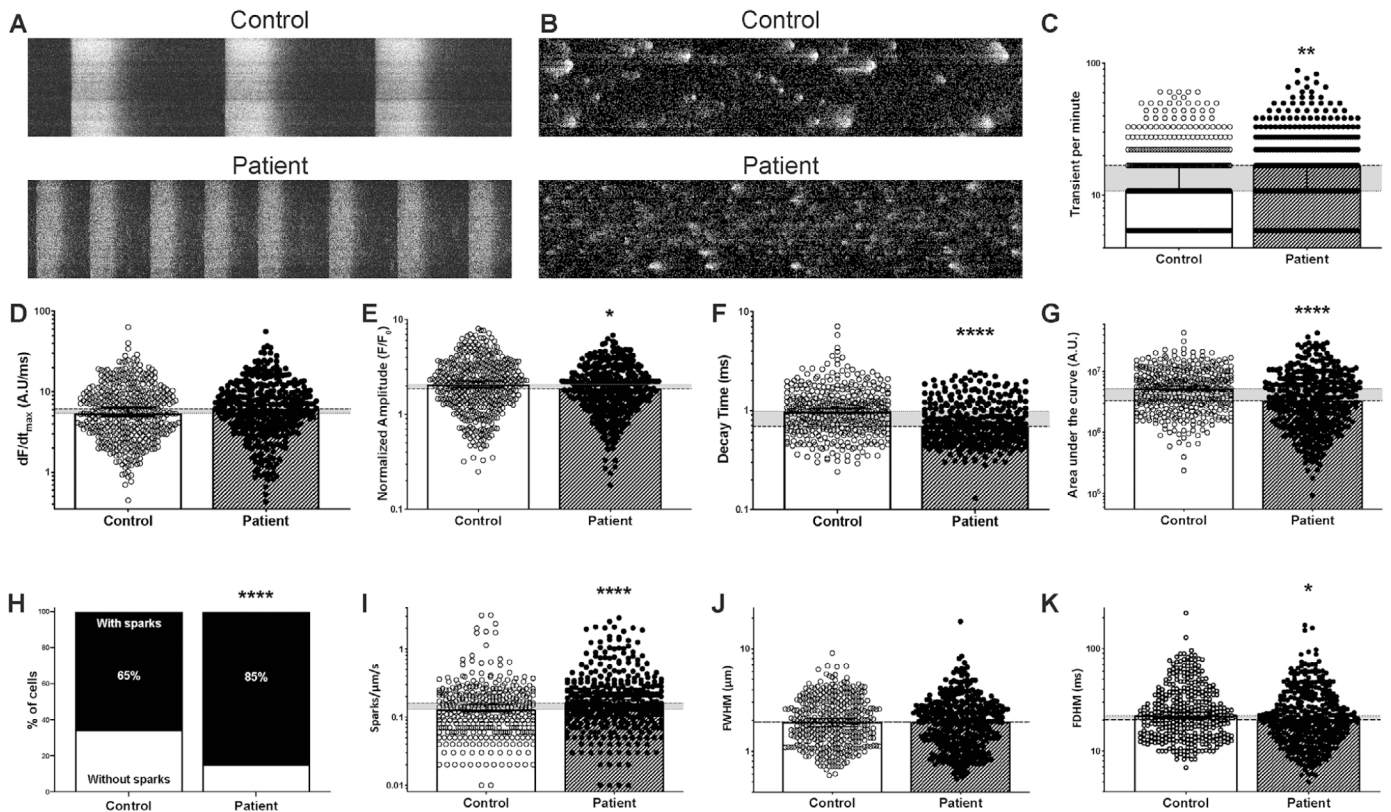 A
Control
Patient
B
Control
Patient
C
**
Transient per minute
100
10
Control
Patient
D
dF/dtmax (A.U/ms)
100
10
1
Control
Patient
E
*
Normalized Amplitude (F/F0)
10
1
0.1
Control
Patient
F
****
Decay Time (ms)
10
1
0.1
Control
Patient
G
****
Area under the curve (A.U.)
10⁷
10⁶
10⁵
Control
Patient
H
****
% of cells
100
80
60
40
20
0
With sparks
65%
85%
Without sparks
Control
Patient
I
****
Sparks/μm/s
1
0.1
0.01
Control
Patient
J
FWHM (μm)
10
1
Control
Patient
K
*
FDHM (ms)
100
10
Control
Patient